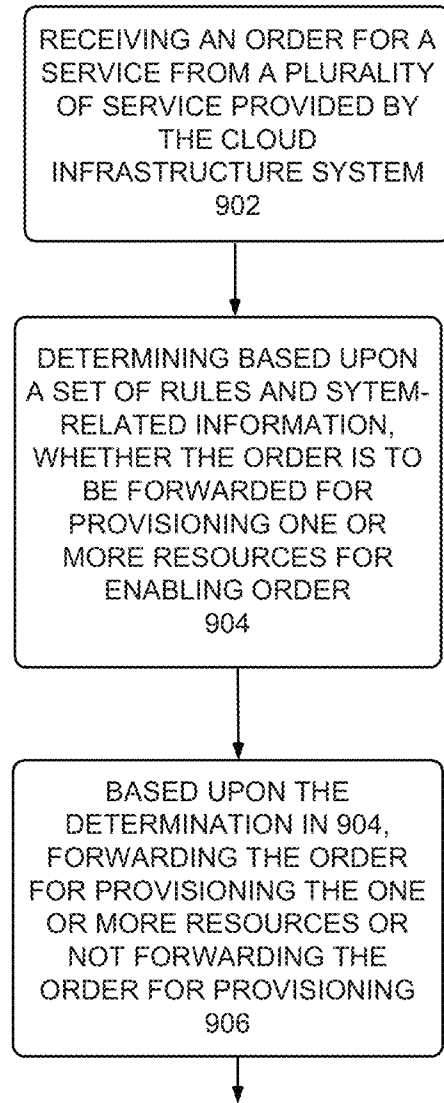 RECEIVING AN ORDER FOR A
SERVICE FROM A PLURALITY
OF SERVICE PROVIDED BY
THE CLOUD
INFRASTRUCTURE SYSTEM
902
DETERMINING BASED UPON
A SET OF RULES AND SYTEM-
RELATED INFORMATION,
WHETHER THE ORDER IS TO
BE FORWARDED FOR
PROVISIONING ONE OR
MORE RESOURCES FOR
ENABLING ORDER
904
BASED UPON THE
DETERMINATION IN 904,
FORWARDING THE ORDER
FOR PROVISIONING THE ONE
OR MORE RESOURCES OR
NOT FORWARDING THE
ORDER FOR PROVISIONING
906